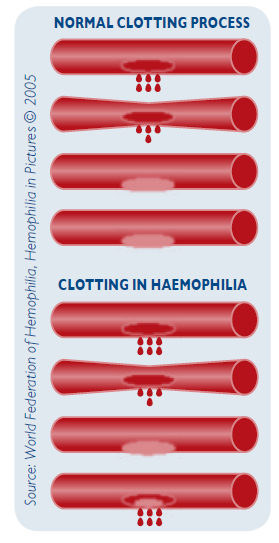 NORMAL CLOTTING PROCESS
CLOTTING IN HAEMOPHILIA
Source: World Federation of Hemophilia, Hemophilia in Pictures © 2005